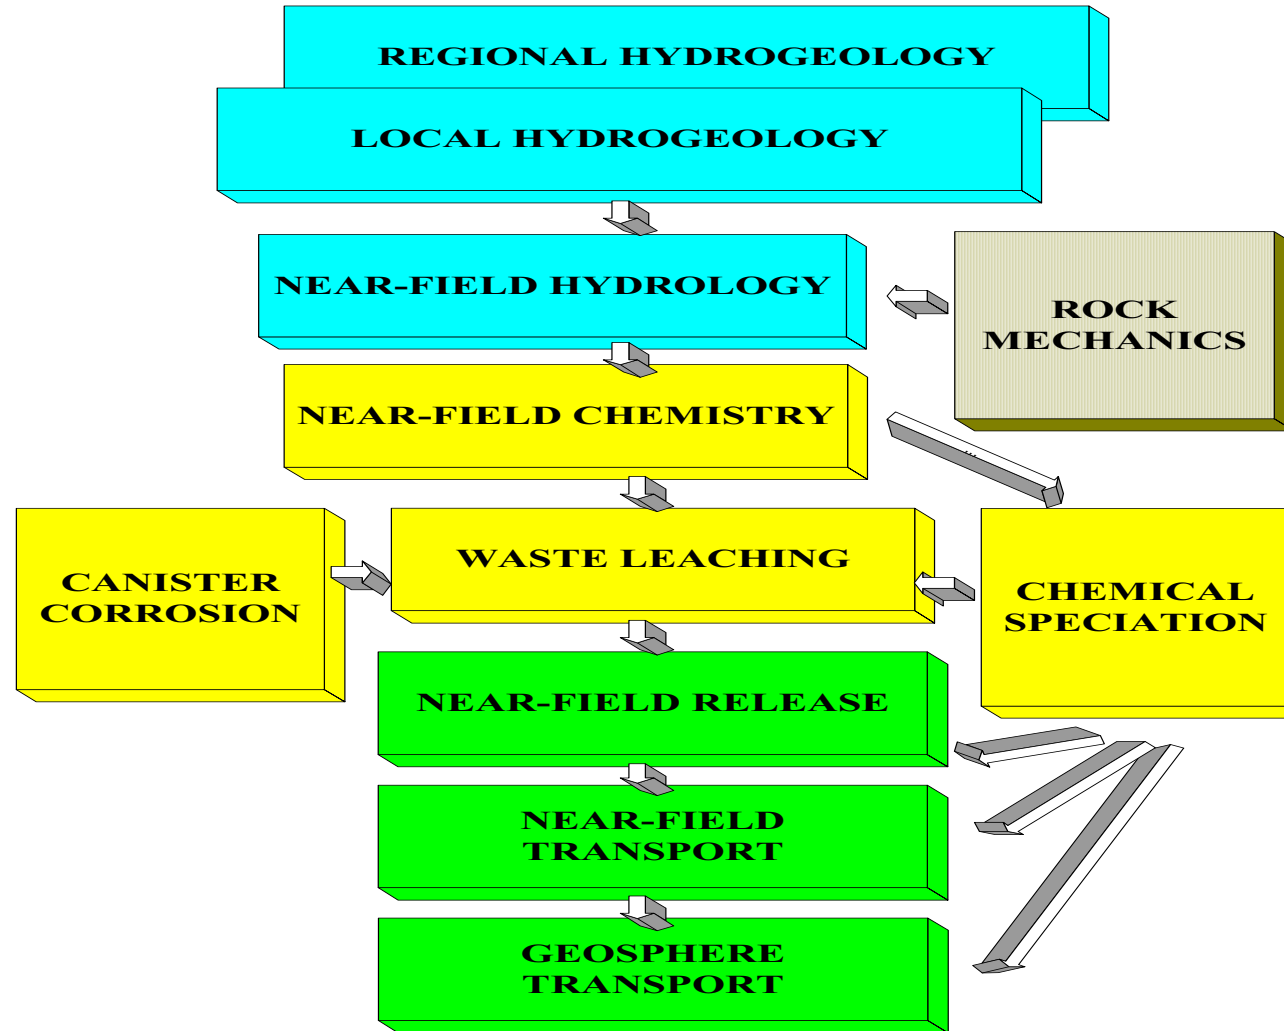 REGIONAL HYDROGEOLOGY
LOCAL HYDROGEOLOGY
NEAR-FIELD HYDROLOGY
ROCK
MECHANICS
NEAR-FIELD CHEMISTRY
...
WASTE LEACHING
CANISTER
CORROSION
CHEMICAL
SPECIATION
NEAR-FIELD RELEASE
NEAR-FIELD
TRANSPORT
GEOSPHERE
TRANSPORT